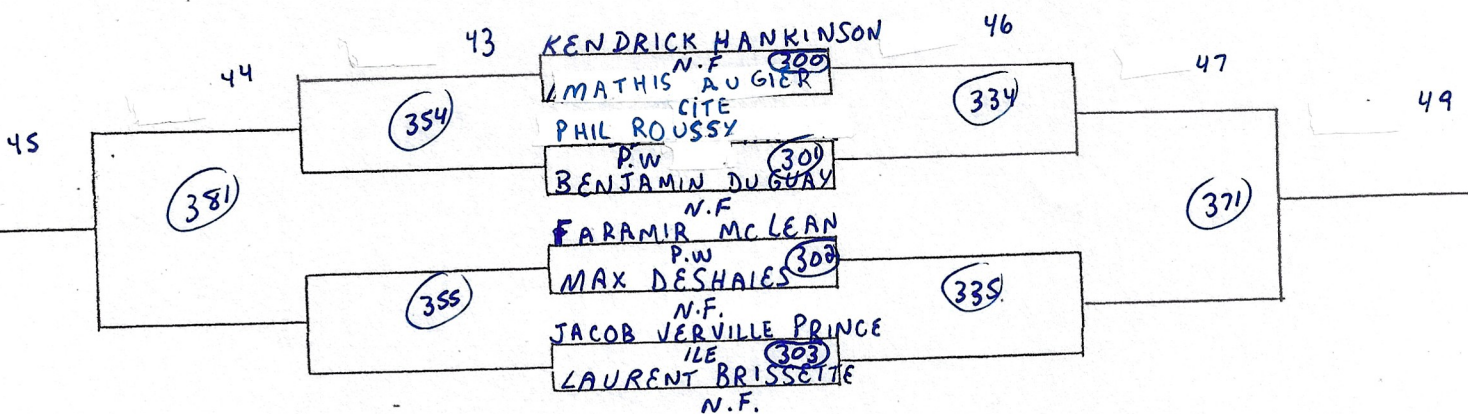 43 KENDRICK HANKINSON 46
44 N.F 300 47
MATHIS AUGIER
354 CITE 334 49
45 PHIL ROUSSY
P.W 301
381 BENJAMIN DUGUAY 371
N.F
FARAMIR MCLEAN
P.W 302
355 MAX DESHAIES 335
N.F.
JACOB VERVILLE PRINCE
ILE 303
LAURENT BRISSETTE
N.F.